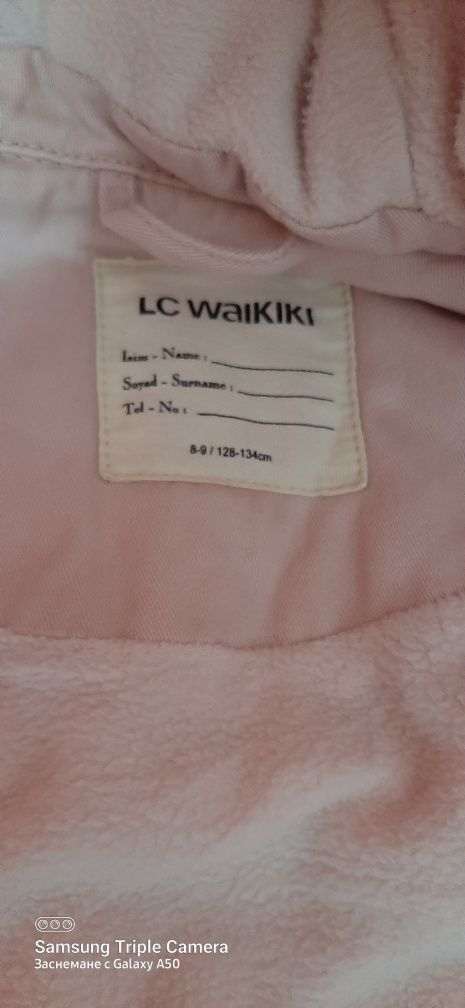 LC WAIKIKI
İsim - Name :
Soyad - Surname :
Tel - No :
8-9 / 128-134cm
Samsung Triple Camera
Заснемане с Galaxy A50